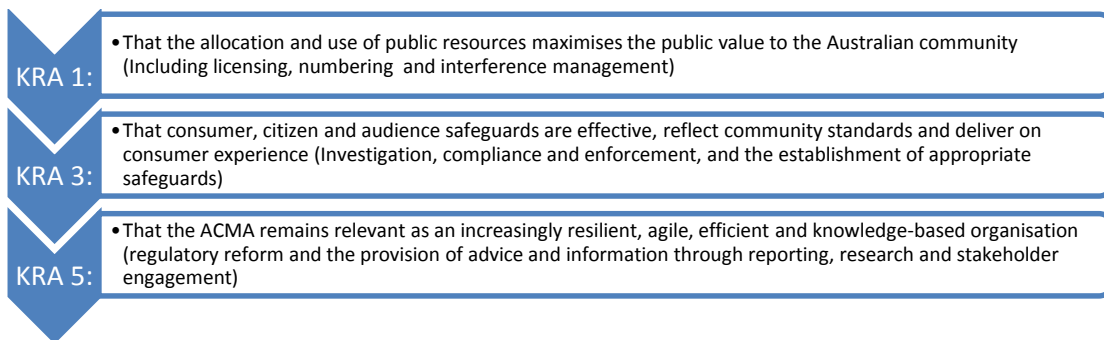 KRA 1:
•That the allocation and use of public resources maximises the public value to the Australian community
(Including licensing, numbering  and interference management)
KRA 3:
•That consumer, citizen and audience safeguards are effective, reflect community standards and deliver on
consumer experience (Investigation, compliance and enforcement, and the establishment of appropriate
safeguards)
KRA 5:
•That the ACMA remains relevant as an increasingly resilient, agile, efficient and knowledge-based organisation
(regulatory reform and the provision of advice and information through reporting, research and stakeholder
engagement)